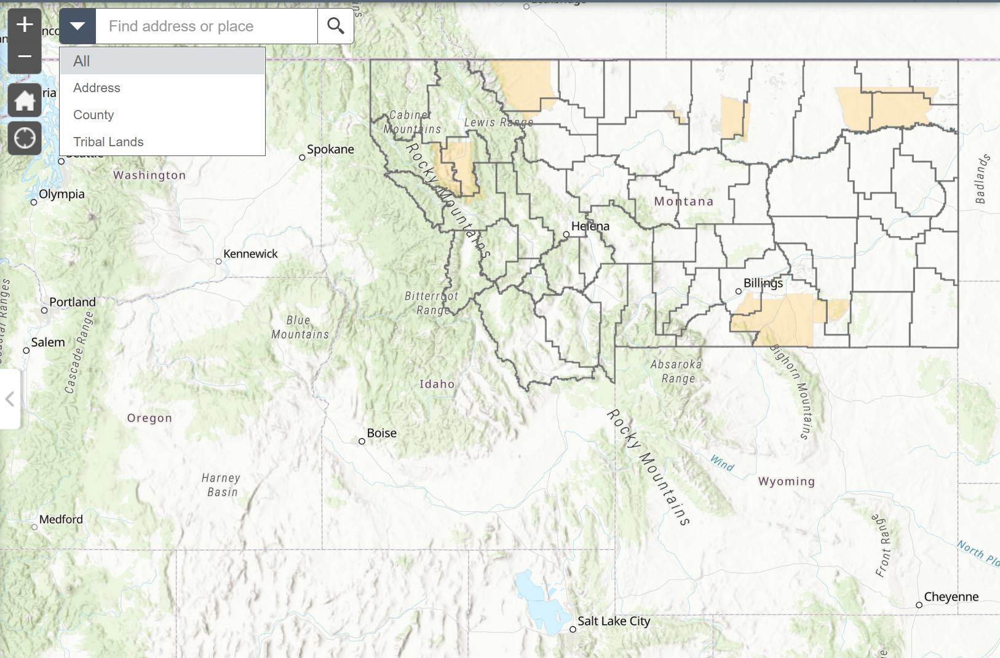 Find address or place
All
Address
County
Tribal Lands
Spokane
Washington
Olympia
Kennewick
Portland
Salem
Cascade Range
Blue
Mountains
Oregon
Harney
Basin
Medford
Boise
Idaho
Cabinet
Mountains
Lewis Range
Rocky Mountains
Bitterroot
Range
Helena
Montana
Billings
Badlands
Absaroka
Range
Bighorn Mountains
Rocky Mountains
Wind
Wyoming
Front Range
North Pla
Cheyenne
Salt Lake City